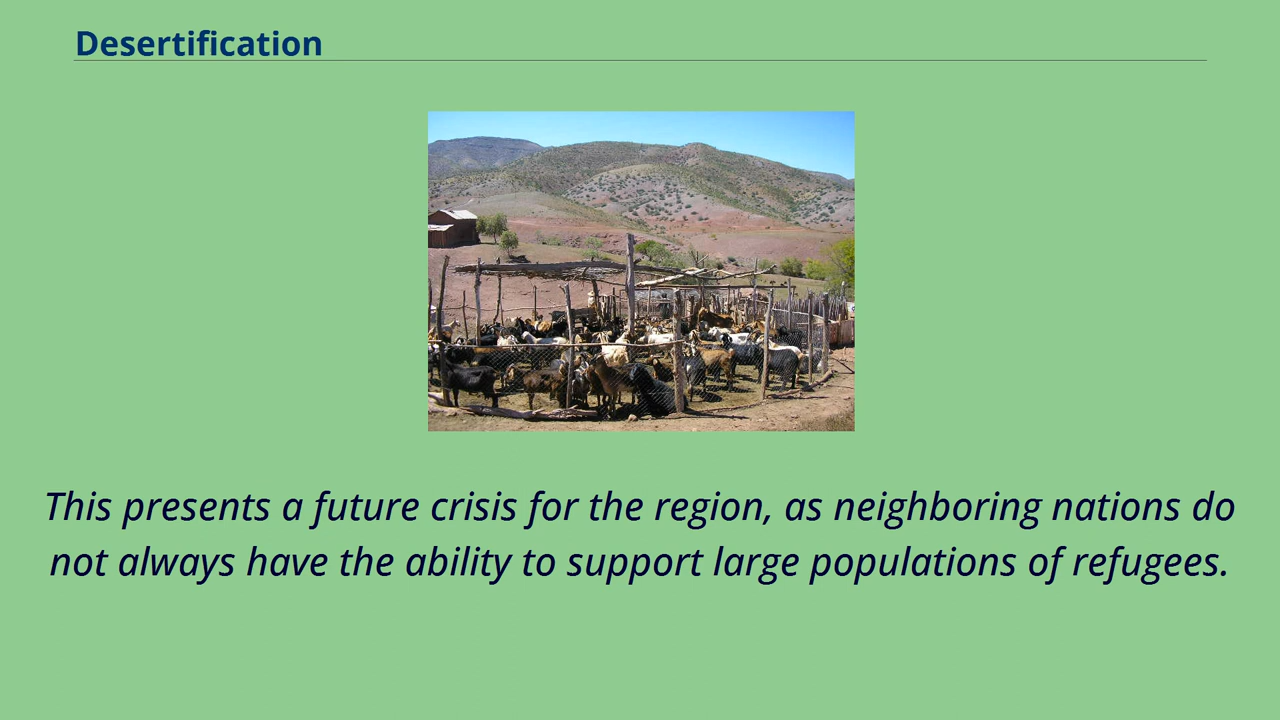 Desertification
This presents a future crisis for the region, as neighboring nations do
not always have the ability to support large populations of refugees.